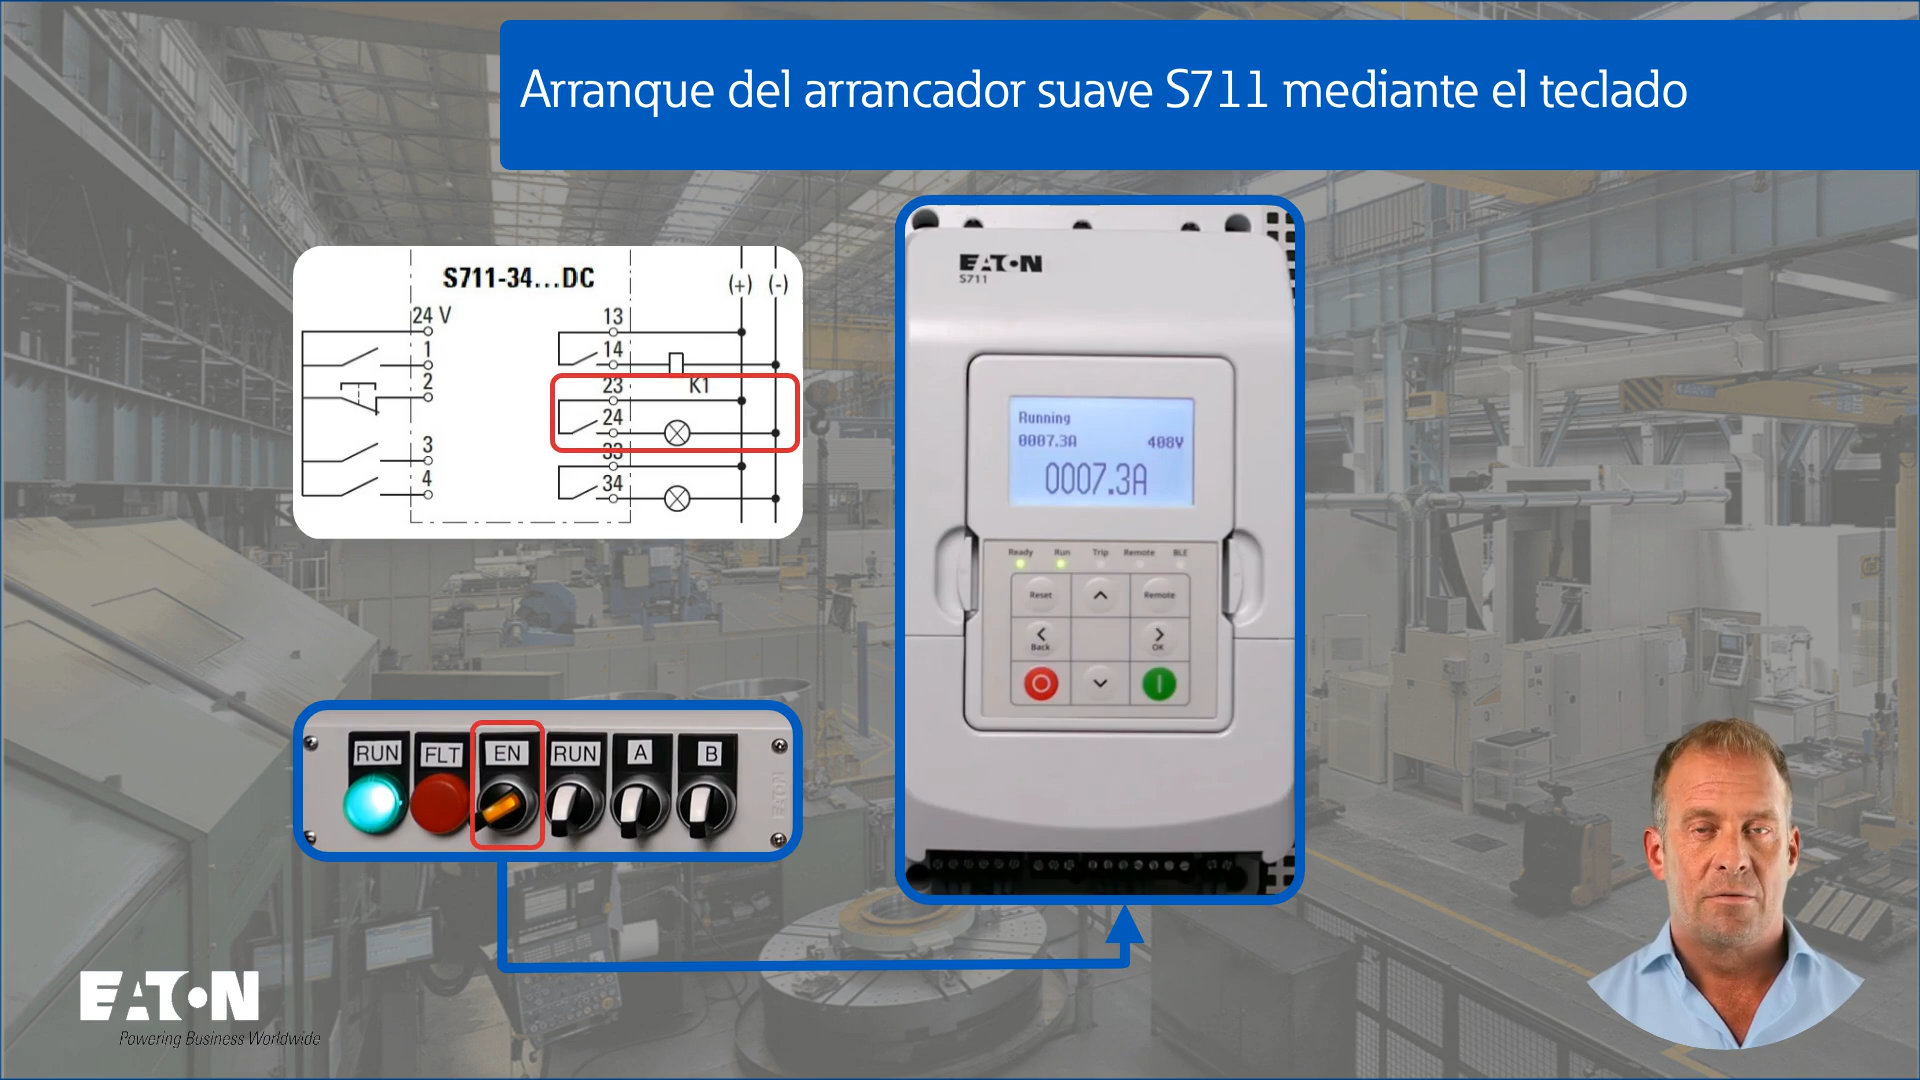 Arranque del arrancador suave S711 mediante el teclado
S711-34...DC
(+) (-)
24 V
1
2
3
4
13
14
K1
23
24
33
34
EATON
S711
Running
0007.3A 408V
0007.3A
Ready Run Trip Remote BLE
Reset Remote
Back OK
RUN FLT EN RUN A B
EATON
EATON
Powering Business Worldwide